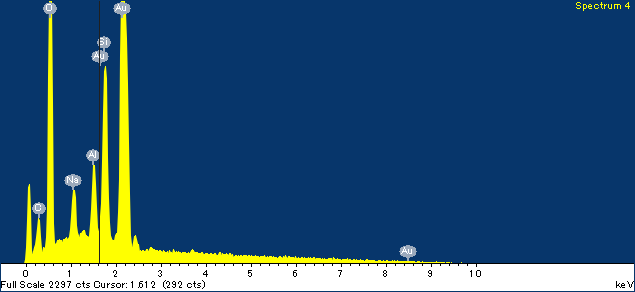 Spectrum 4
O Au
Si
Au
Al
Na
C
Au
0 1 2 3 4 5 6 7 8 9 10
Full Scale 2297 cts Cursor: 1.612 (292 cts) keV